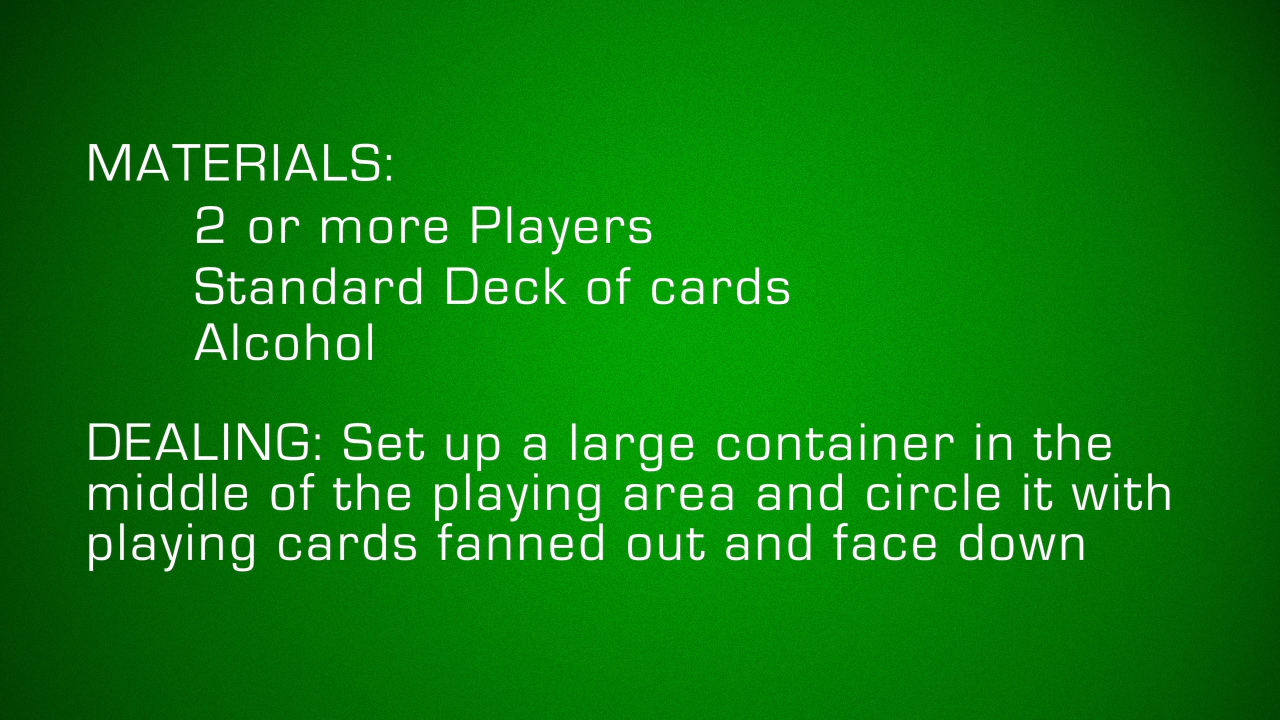 MATERIALS:
2 or more Players
Standard Deck of cards
Alcohol
DEALING: Set up a large container in the
middle of the playing area and circle it with
playing cards fanned out and face down